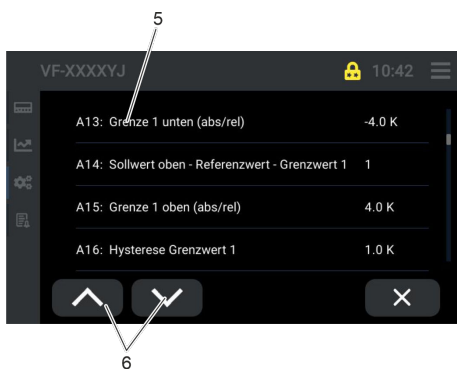 5
VF-XXXXYJ 10:42
A13: Grenze 1 unten (abs/rel) -4.0 K
A14: Sollwert oben - Referenzwert - Grenzwert 1 1
A15: Grenze 1 oben (abs/rel) 4.0 K
A16: Hysterese Grenzwert 1 1.0 K
6